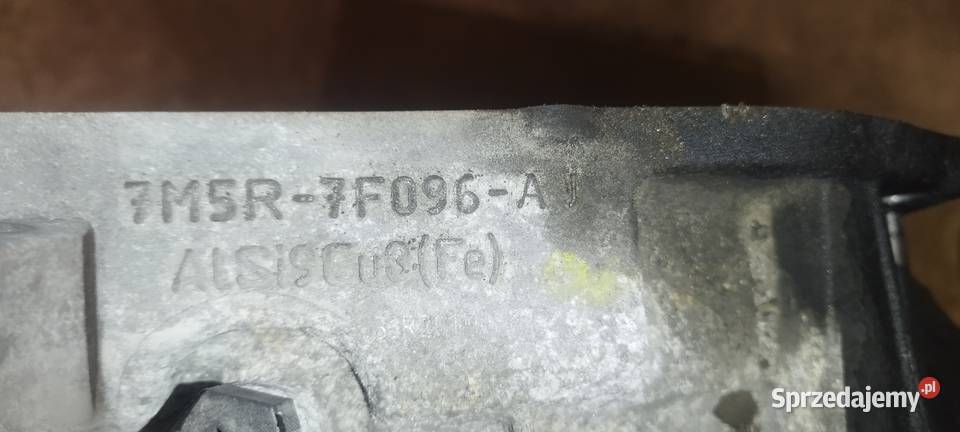 7M5R-7F096-A
AlSi9Cu3(Fe)
Sprzedajemy.pl